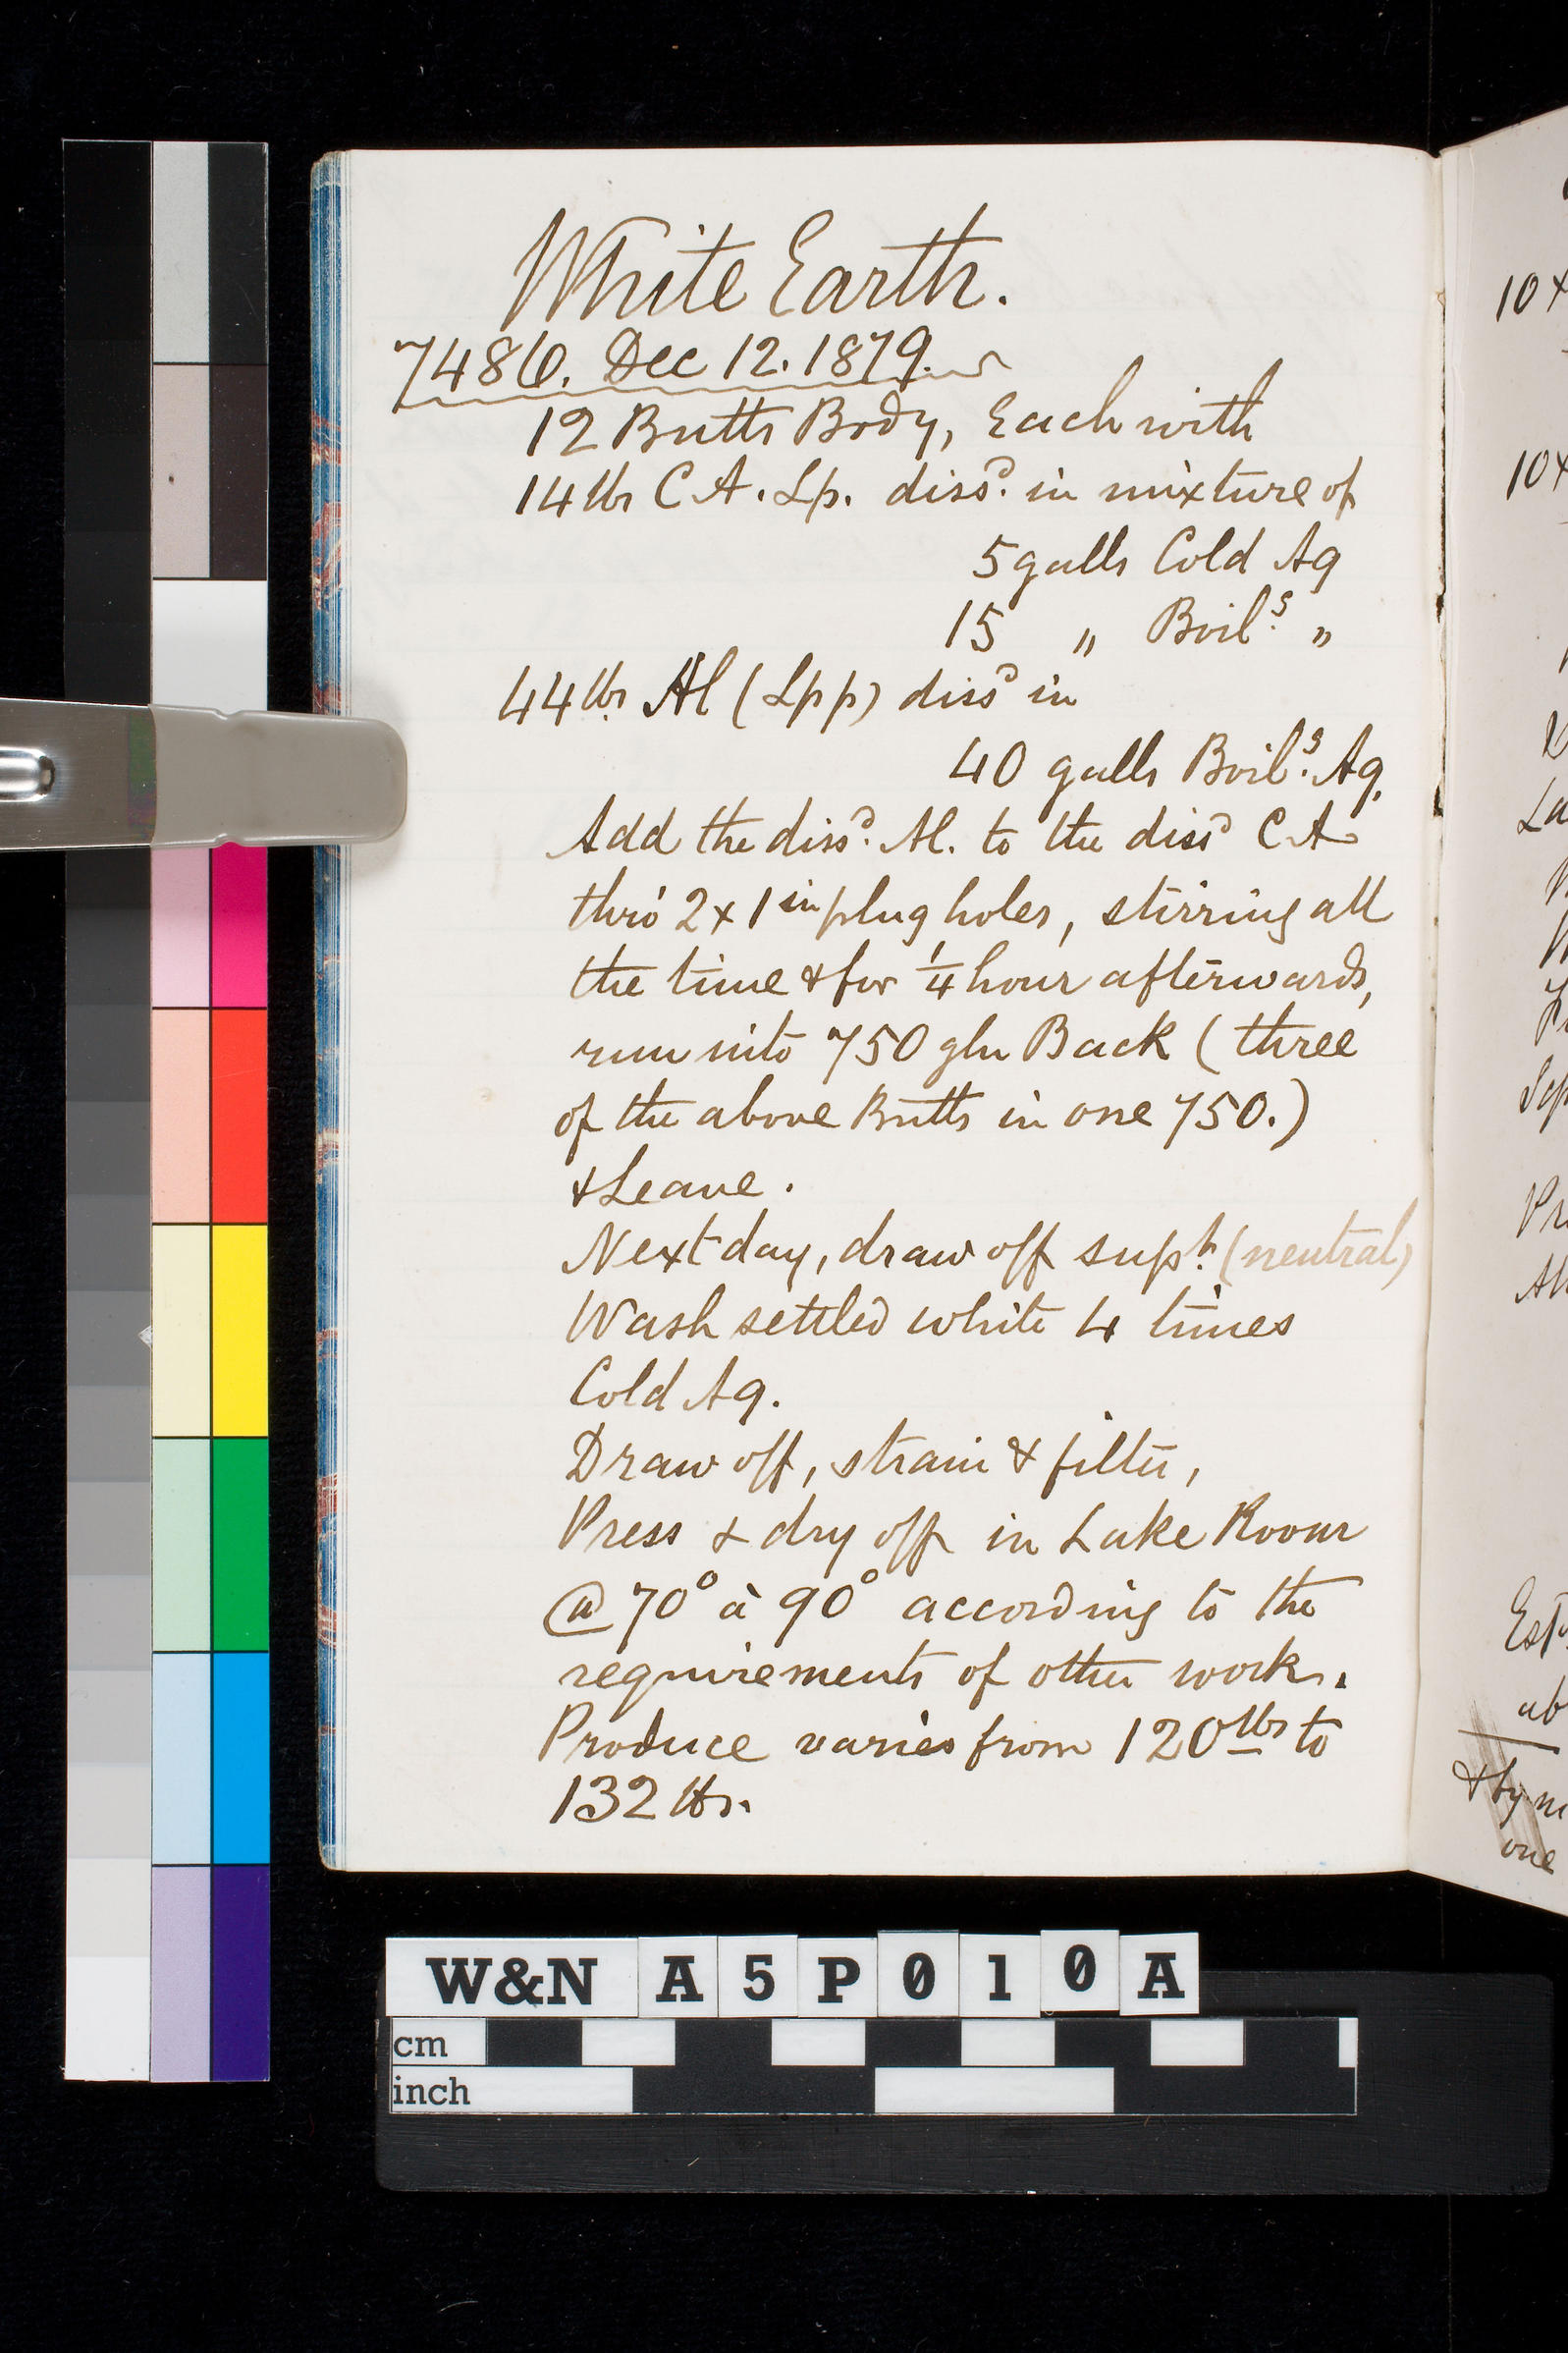 White Earth.
7486. Dec 12. 1879.
12 Butts Body, Each with
14 lbs C A. Lp. dissd. in mixture of
5 galls Cold Aq
15 „ Boilg. „
44 lbs. Al (Lpp) dissd in
40 galls Boilg. Aq.
Add the dissd. Al. to the dissd C A
thro' 2 x 1 in plug holes, stirring all
the time & for 1/4 hour afterwards,
run into 750 gln Back (three
of the above Butts in one 750.)
& Leave.
Next day, draw off supt. (neutral)
Wash settled white 4 times
Cold Aq.
Draw off, strain & filter,
Press & dry off in Lake Room
@ 70° à 90° according to the
requirements of other work.
Produce varies from 120 lbs to
132 lbs.
10 x
10 x
La
Pr
Est
ab
& by
one
W&N A5P010A
cm
inch